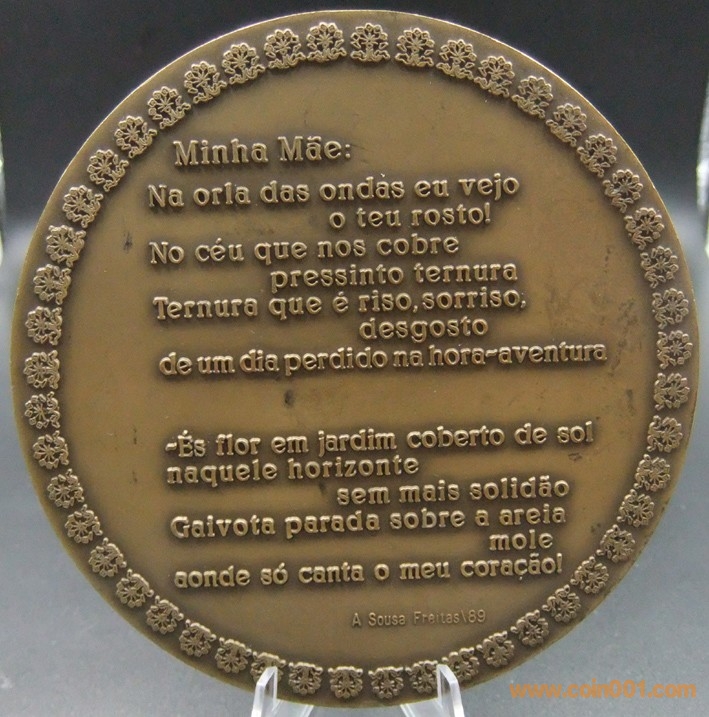 Minha Mãe:
Na orla das ondas eu vejo
o teu rosto!
No céu que nos cobre
pressinto ternura
Ternura que é riso, sorriso,
desgosto
de um dia perdido na hora-aventura
-És flor em jardim coberto de sol
naquele horizonte
sem mais solidão
Gaivota parada sobre a areia
mole
aonde só canta o meu coração!
A Sousa Freitas\89
www.coin001.com